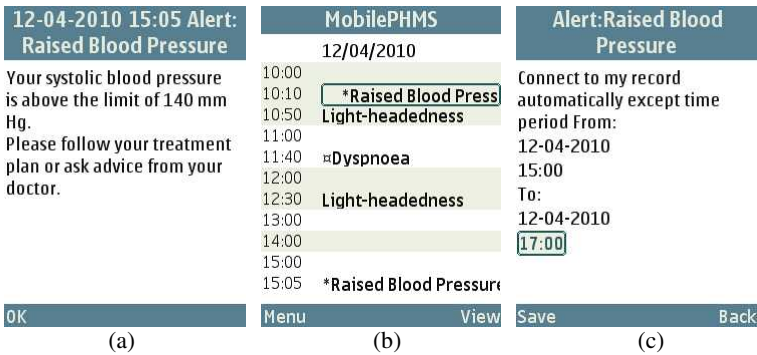 12-04-2010 15:05 Alert:
Raised Blood Pressure
Your systolic blood pressure
is above the limit of 140 mm
Hg.
Please follow your treatment
plan or ask advice from your
doctor.
OK
(a)
MobilePHMS
12/04/2010
10:00
10:10 *Raised Blood Press
10:50 Light-headedness
11:00
11:40 ¤Dyspnoea
12:00
12:30 Light-headedness
13:00
14:00
15:00
15:05 *Raised Blood Pressure
Menu View
(b)
Alert:Raised Blood
Pressure
Connect to my record
automatically except time
period From:
12-04-2010
15:00
To:
12-04-2010
17:00
Save Back
(c)